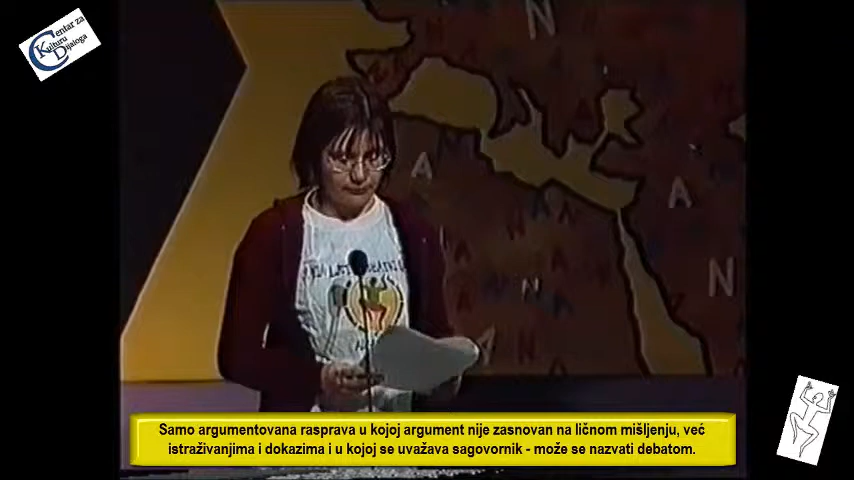 Centar za
Kulturu
Dijaloga
N
A
A
N
N
Samo argumentovana rasprava u kojoj argument nije zasnovan na ličnom mišljenju, već
istraživanjima i dokazima i u kojoj se uvažava sagovornik - može se nazvati debatom.